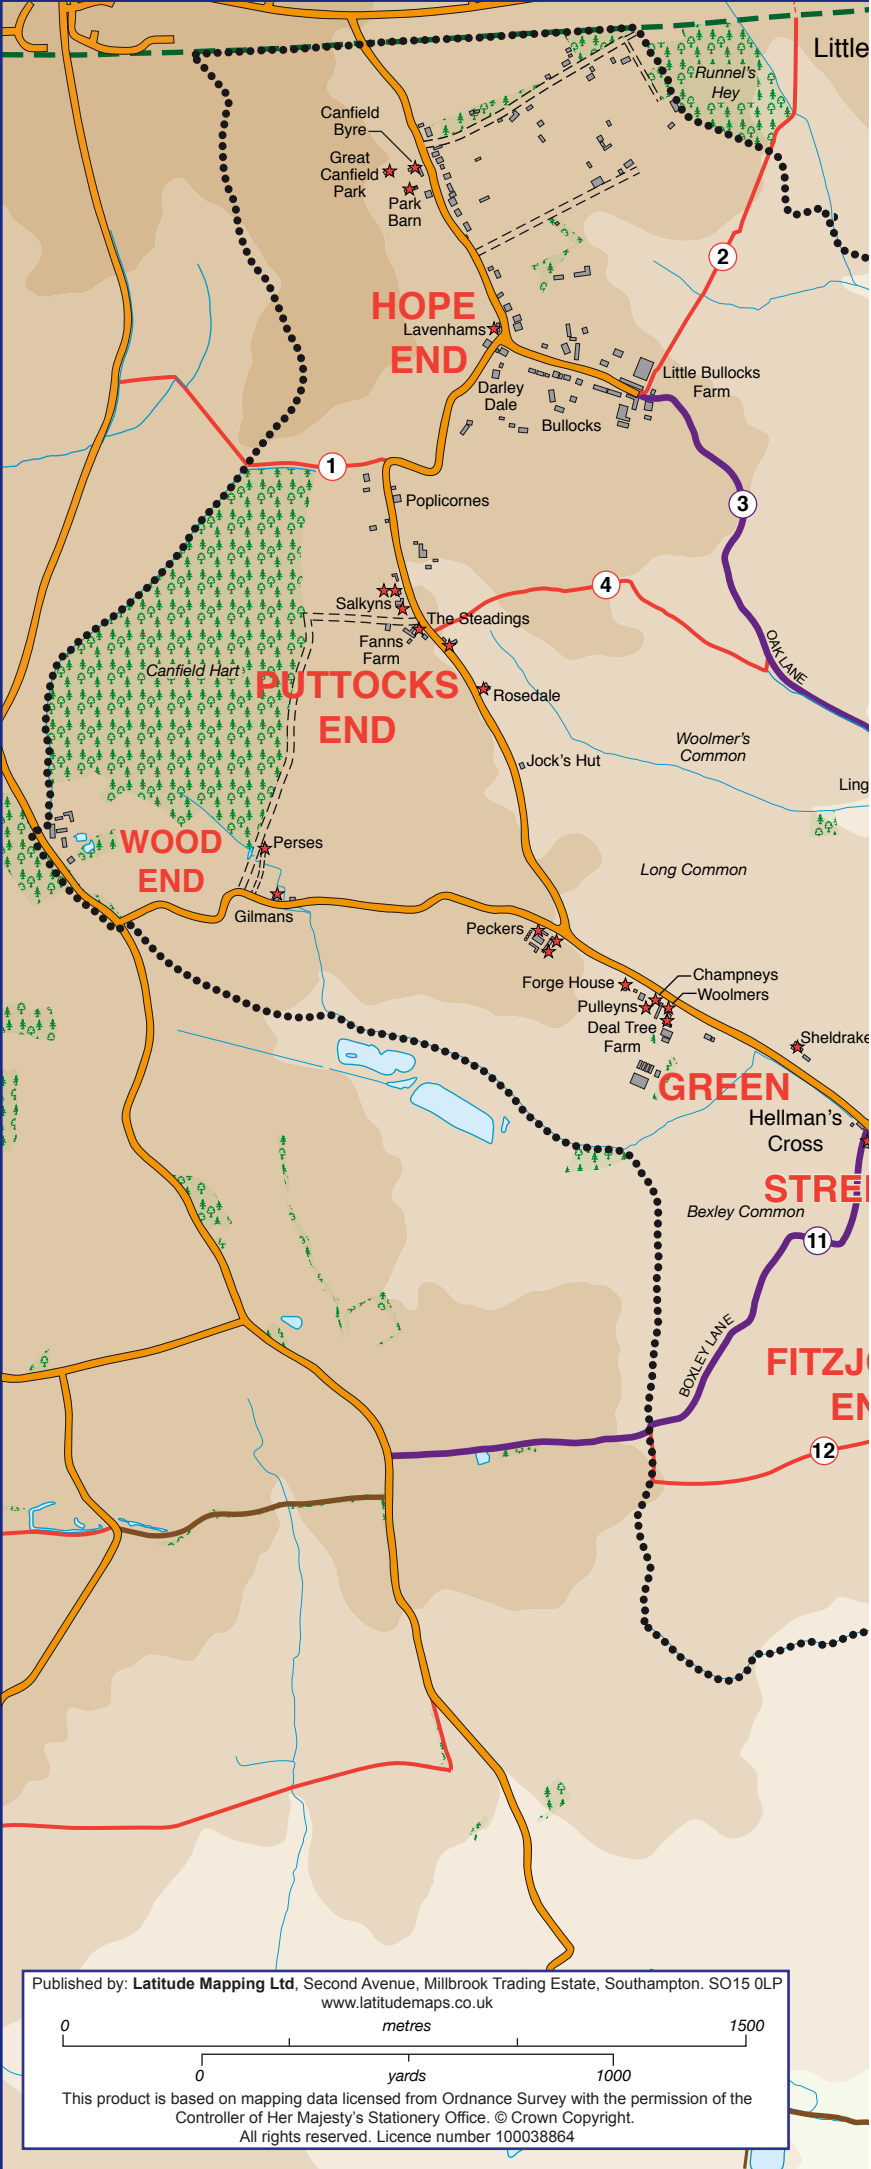 Little
Runnel's
Hey
Canfield
Byre
Great
Canfield
Park
Park
Barn
2
HOPE
END
Lavenhams
Little Bullocks
Farm
Darley
Dale
Bullocks
1
Poplicornes
3
4
Salkyns
The Steadings
Fanns
Farm
OAK LANE
Canfield Hart
PUTTOCKS
END
Rosedale
Woolmer's
Common
Jock's Hut
Ling
WOOD
END
Perses
Long Common
Gilmans
Peckers
Forge House
Champneys
Pulleyns
Woolmers
Deal Tree
Farm
Sheldrake
GREEN
Hellman's
Cross
STREE
Bexley Common
11
BOXLEY LANE
FITZJO
EN
12
Published by: Latitude Mapping Ltd, Second Avenue, Millbrook Trading Estate, Southampton. SO15 0LP
www.latitudemaps.co.uk
0 metres 1500
0 yards 1000
This product is based on mapping data licensed from Ordnance Survey with the permission of the
Controller of Her Majesty's Stationery Office. © Crown Copyright.
All rights reserved. Licence number 100038864